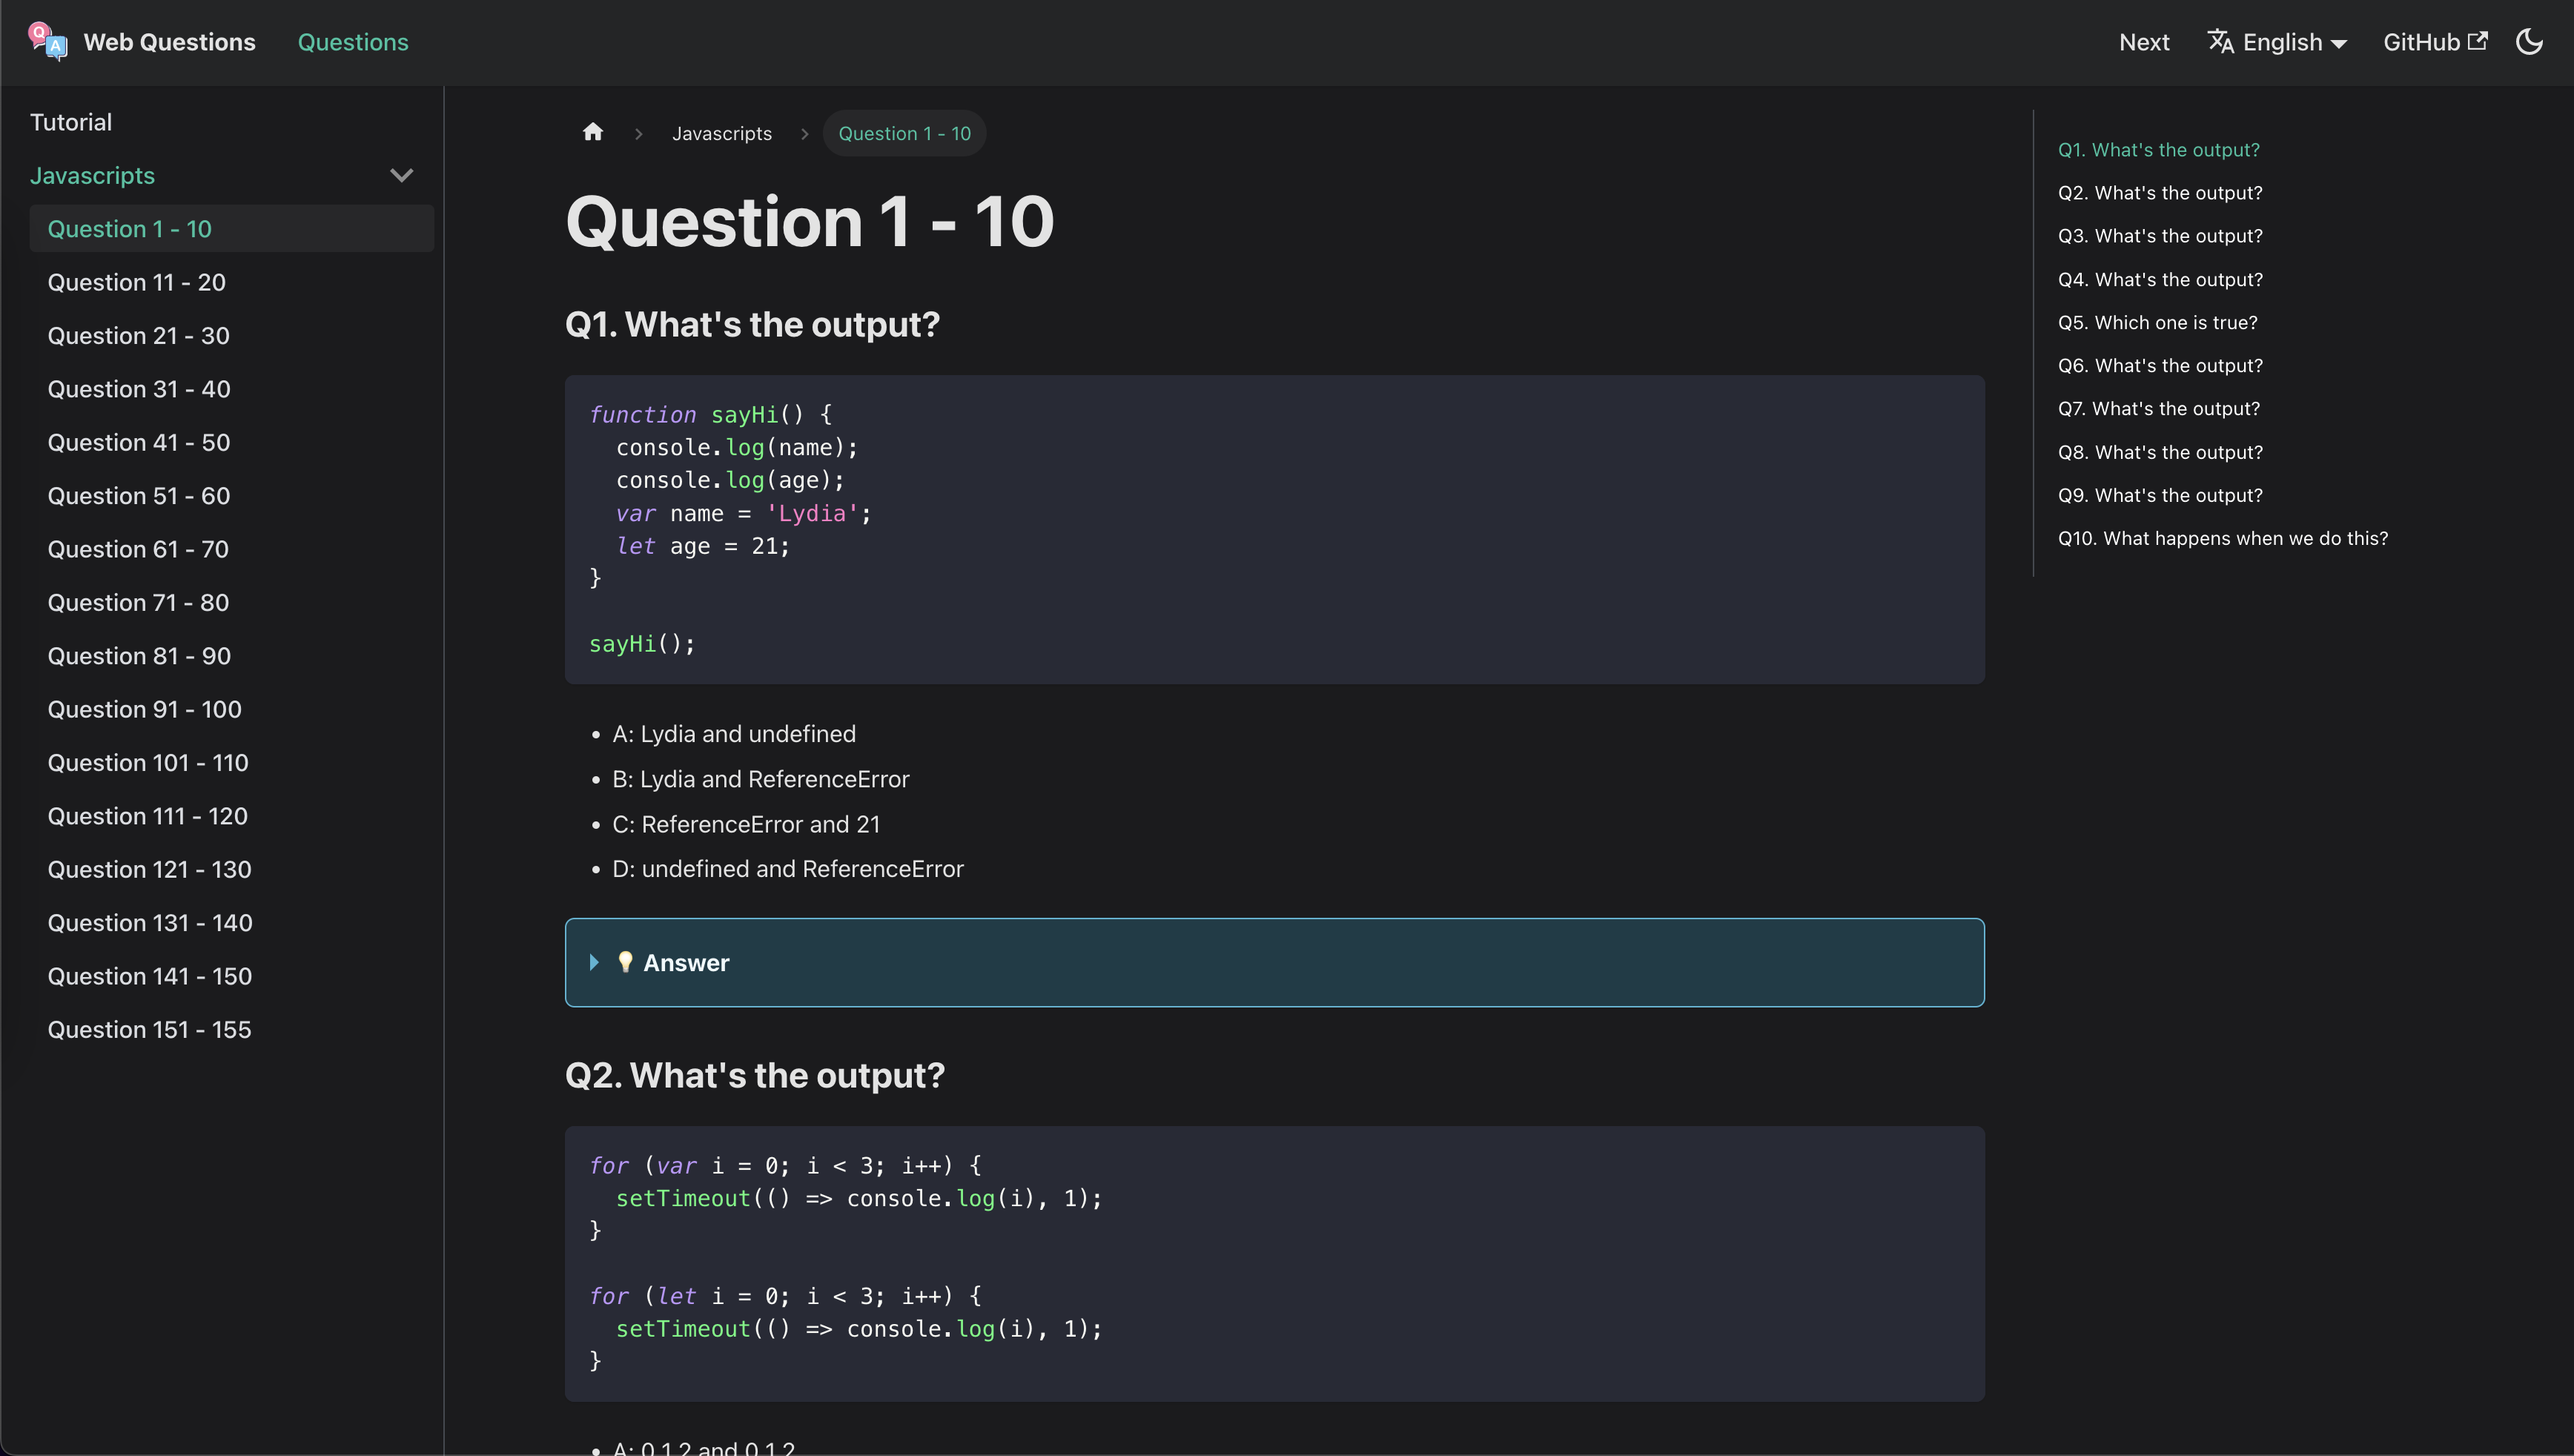 Q
A
Web Questions
Questions
Next
English
GitHub
Tutorial
Javascripts
Question 1 - 10
Question 11 - 20
Question 21 - 30
Question 31 - 40
Question 41 - 50
Question 51 - 60
Question 61 - 70
Question 71 - 80
Question 81 - 90
Question 91 - 100
Question 101 - 110
Question 111 - 120
Question 121 - 130
Question 131 - 140
Question 141 - 150
Question 151 - 155
Javascripts
Question 1 - 10
Question 1 - 10
Q1. What's the output?
function sayHi() {
  console.log(name);
  console.log(age);
  var name = 'Lydia';
  let age = 21;
}
sayHi();
• A: Lydia and undefined
• B: Lydia and ReferenceError
• C: ReferenceError and 21
• D: undefined and ReferenceError
💡 Answer
Q2. What's the output?
for (var i = 0; i < 3; i++) {
  setTimeout(() => console.log(i), 1);
}
for (let i = 0; i < 3; i++) {
  setTimeout(() => console.log(i), 1);
}
• A: 0 1 2 and 0 1 2
Q1. What's the output?
Q2. What's the output?
Q3. What's the output?
Q4. What's the output?
Q5. Which one is true?
Q6. What's the output?
Q7. What's the output?
Q8. What's the output?
Q9. What's the output?
Q10. What happens when we do this?